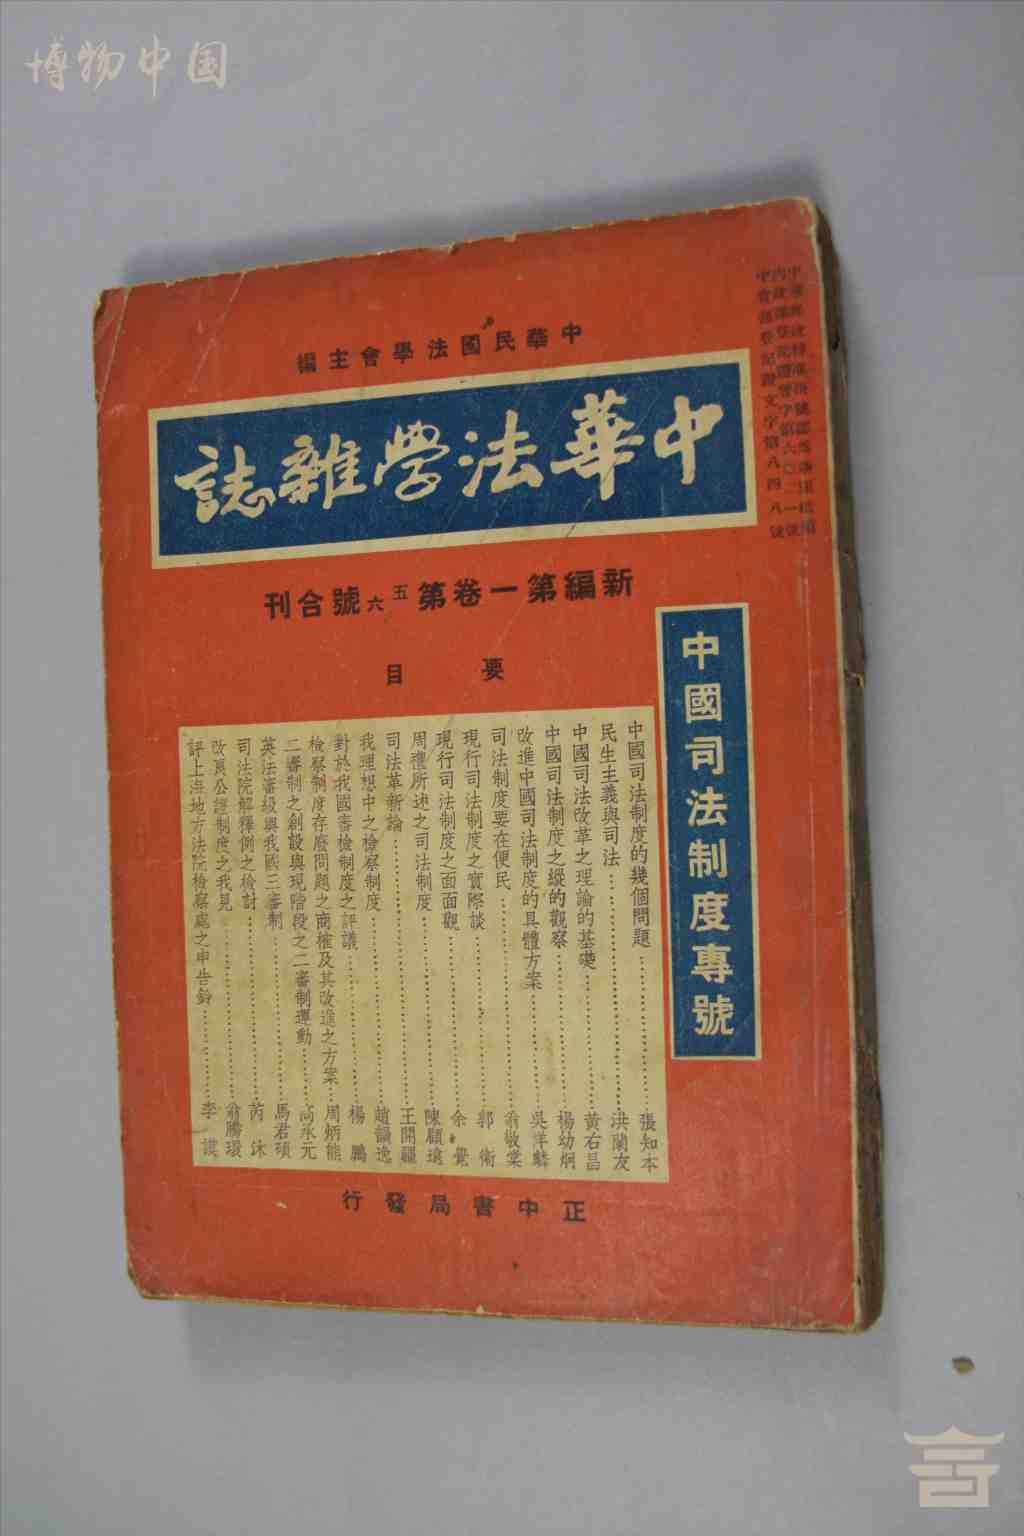 博物中国
中華民國法學會主編
中華法學雜誌
新編第一卷第五六號合刊
中國司法制度專號
要目
中國司法制度的幾個問題 張知本
民生主義與司法 洪蘭友
中國司法改革之理論的基礎 黃右昌
中國司法制度之縱的觀察 楊幼炯
改進中國司法制度的具體方案 吳祥麟
司法制度要在便民 翁敬棠
現行司法制度之實際談 郭衛
現行司法制度之面面觀 余覺
周禮所述之司法制度 陳顧遠
司法革新論 王開疆
我理想中之檢察制度 趙韻逸
對於我國審檢制度之評議 楊鵬
檢察制度存廢問題之商榷及其改進之方案 周炳能
二審制之創設與現階段之二審制運動 高承元
英法審級與我國三審制 馬君碩
司法院解釋例之檢討 芮沐
改良公證制度之我見 翁騰環
評上海地方法院檢察處之申告鈴 李謨
正中書局發行